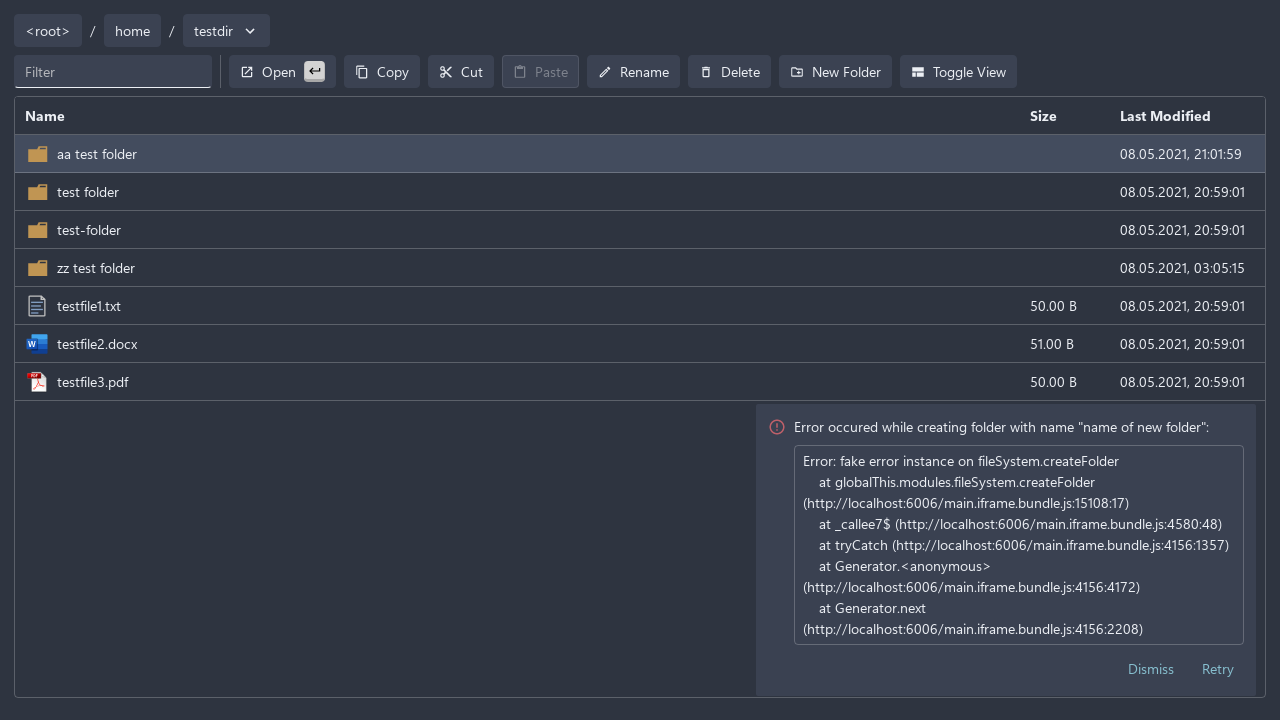 <root> / home / testdir
Filter Open Copy Cut Paste Rename Delete New Folder Toggle View
Name Size Last Modified
aa test folder 08.05.2021, 21:01:59
test folder 08.05.2021, 20:59:01
test-folder 08.05.2021, 20:59:01
zz test folder 08.05.2021, 03:05:15
testfile1.txt 50.00 B 08.05.2021, 20:59:01
W testfile2.docx 51.00 B 08.05.2021, 20:59:01
PDF testfile3.pdf 50.00 B 08.05.2021, 20:59:01
Error occured while creating folder with name "name of new folder":
Error: fake error instance on fileSystem.createFolder
at globalThis.modules.fileSystem.createFolder
(http://localhost:6006/main.iframe.bundle.js:15108:17)
at _callee7$ (http://localhost:6006/main.iframe.bundle.js:4580:48)
at tryCatch (http://localhost:6006/main.iframe.bundle.js:4156:1357)
at Generator.<anonymous>
(http://localhost:6006/main.iframe.bundle.js:4156:4172)
at Generator.next
(http://localhost:6006/main.iframe.bundle.js:4156:2208)
Dismiss Retry